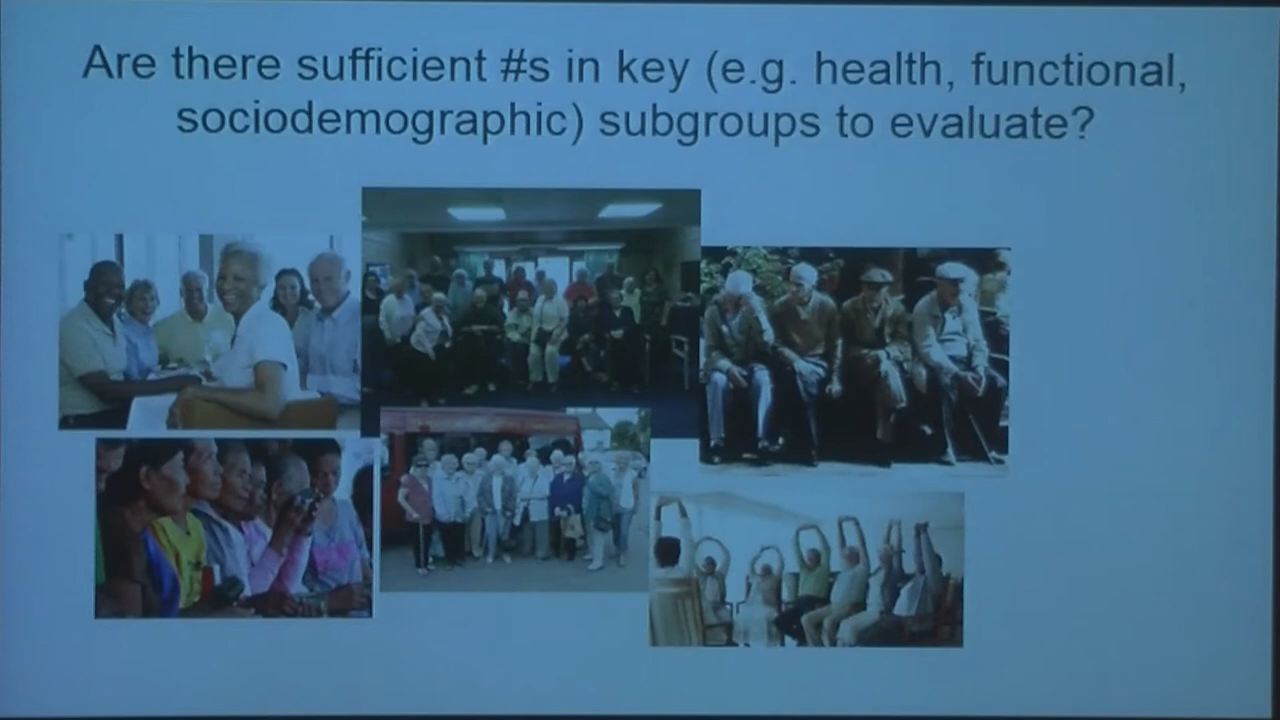 Are there sufficient #s in key (e.g. health, functional,
sociodemographic) subgroups to evaluate?